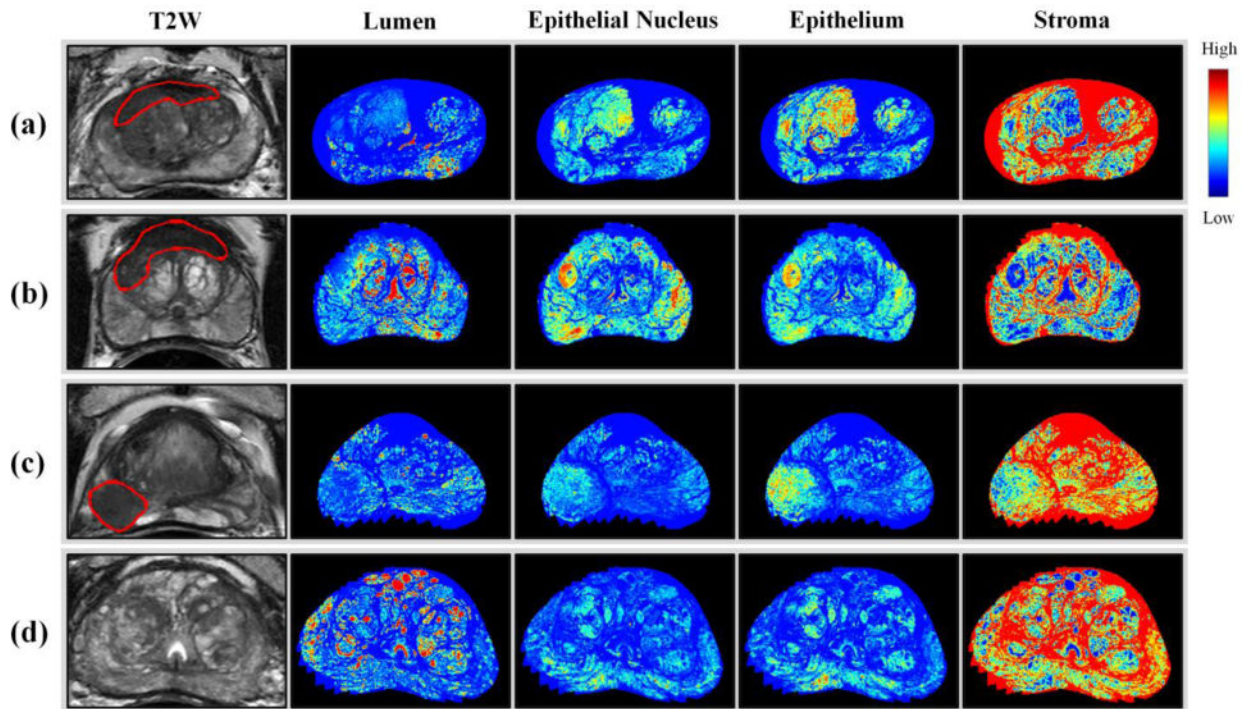 T2W Lumen Epithelial Nucleus Epithelium Stroma
High
(a)
Low
(b)
(c)
(d)